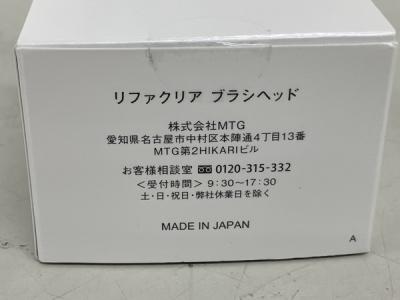 リファクリア ブラシヘッド
株式会社MTG
愛知県名古屋市中村区本陣通4丁目13番
MTG第2HIKARIビル
お客様相談室 0120-315-332
＜受付時間＞9:30～17:30
土・日・祝日・弊社休業日を除く
MADE IN JAPAN
A